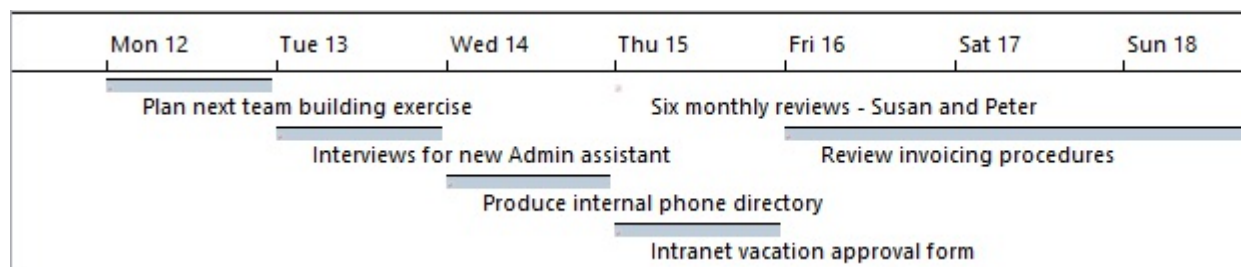 Mon 12 Tue 13 Wed 14 Thu 15 Fri 16 Sat 17 Sun 18
Plan next team building exercise Six monthly reviews - Susan and Peter
Interviews for new Admin assistant Review invoicing procedures
Produce internal phone directory
Intranet vacation approval form